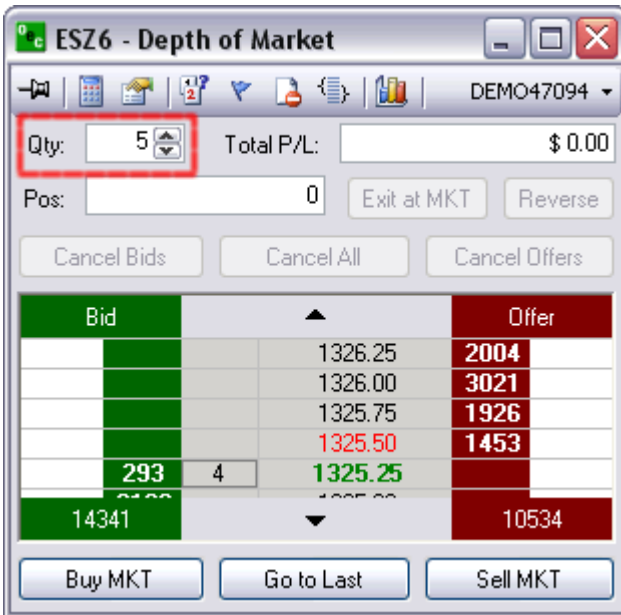 ESZ6 - Depth of Market
DEMO47094
Qty: 5 Total P/L: $ 0.00
Pos: 0 Exit at MKT Reverse
Cancel Bids Cancel All Cancel Offers
Bid Offer
1326.25 2004
1326.00 3021
1325.75 1926
1325.50 1453
293 4 1325.25
14341 10534
Buy MKT Go to Last Sell MKT